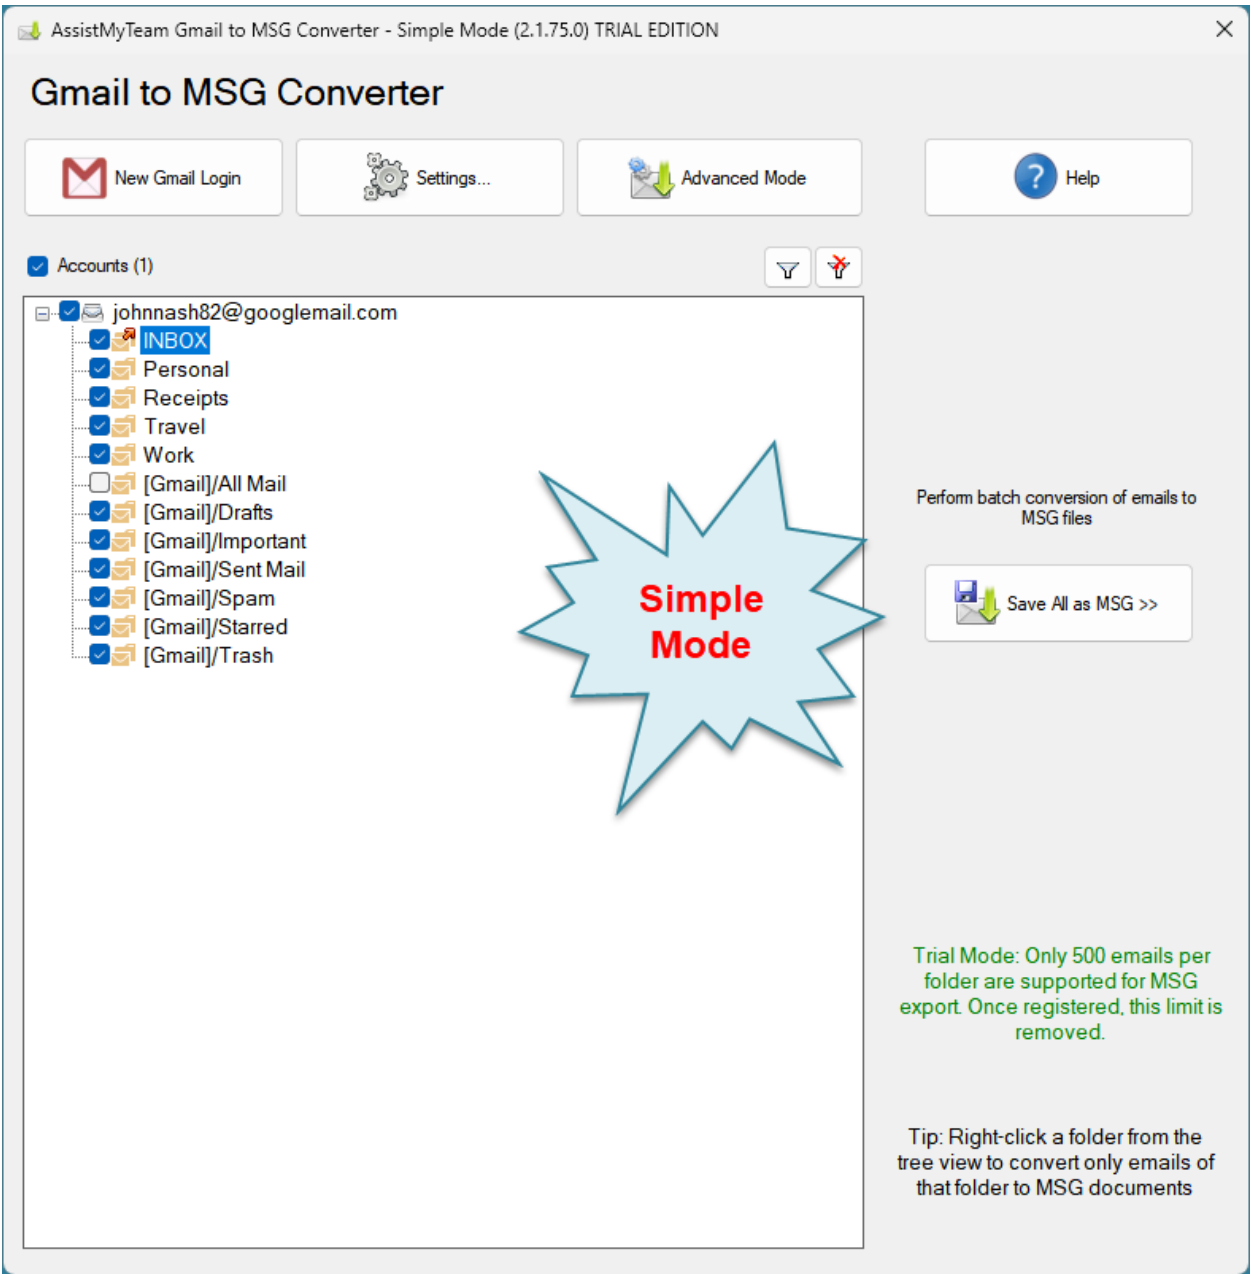 AssistMyTeam Gmail to MSG Converter - Simple Mode (2.1.75.0) TRIAL EDITION
Gmail to MSG Converter
New Gmail Login
Settings...
Advanced Mode
Help
Accounts (1)
johnnash82@googlemail.com
INBOX
Personal
Receipts
Travel
Work
[Gmail]/All Mail
[Gmail]/Drafts
[Gmail]/Important
[Gmail]/Sent Mail
[Gmail]/Spam
[Gmail]/Starred
[Gmail]/Trash
Simple
Mode
Perform batch conversion of emails to
MSG files
Save All as MSG >>
Trial Mode: Only 500 emails per
folder are supported for MSG
export. Once registered, this limit is
removed.
Tip: Right-click a folder from the
tree view to convert only emails of
that folder to MSG documents